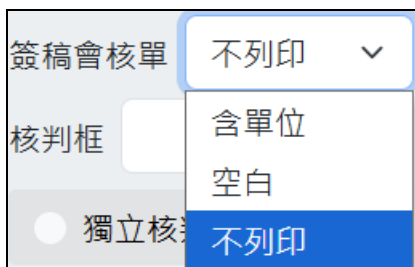 簽稿會核單 不列印
含單位
核判框
空白
獨立核
不列印